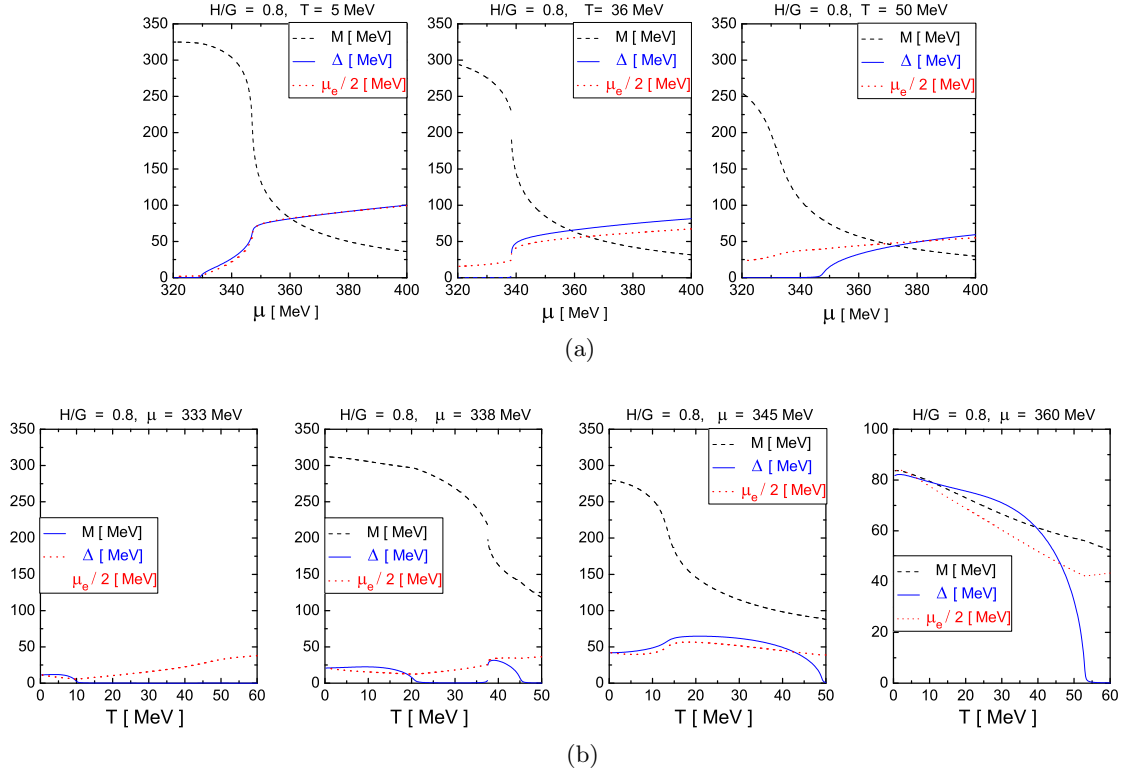 H/G = 0.8, T = 5 MeV
M [ MeV]
Δ [ MeV]
μe / 2 [ MeV]
350
300
250
200
150
100
50
0
320 340 360 380 400
μ [ MeV ]
H/G = 0.8, T= 36 MeV
M [ MeV]
Δ [ MeV]
μe / 2 [ MeV]
350
300
250
200
150
100
50
0
320 340 360 380 400
μ [ MeV ]
H/G = 0.8, T = 50 MeV
M [ MeV]
Δ [ MeV]
μe / 2 [ MeV]
350
300
250
200
150
100
50
0
320 340 360 380 400
μ [ MeV ]
(a)
H/G = 0.8, μ = 333 MeV
350
300
250
200
150
100
50
0
M [ MeV]
Δ [ MeV]
μe / 2 [ MeV]
0 10 20 30 40 50 60
T [ MeV ]
H/G = 0.8, μ = 338 MeV
350
300
250
200
150
100
50
0
M [ MeV]
Δ [ MeV]
μe / 2 [ MeV]
0 10 20 30 40 50
T [ MeV ]
H/G = 0.8, μ = 345 MeV
M [ MeV]
Δ [ MeV]
μe / 2 [ MeV]
350
300
250
200
150
100
50
0
0 10 20 30 40 50
T [ MeV ]
H/G = 0.8, μ = 360 MeV
100
80
60
40
20
0
M [ MeV]
Δ [ MeV]
μe / 2 [ MeV]
0 10 20 30 40 50 60
T [ MeV ]
(b)